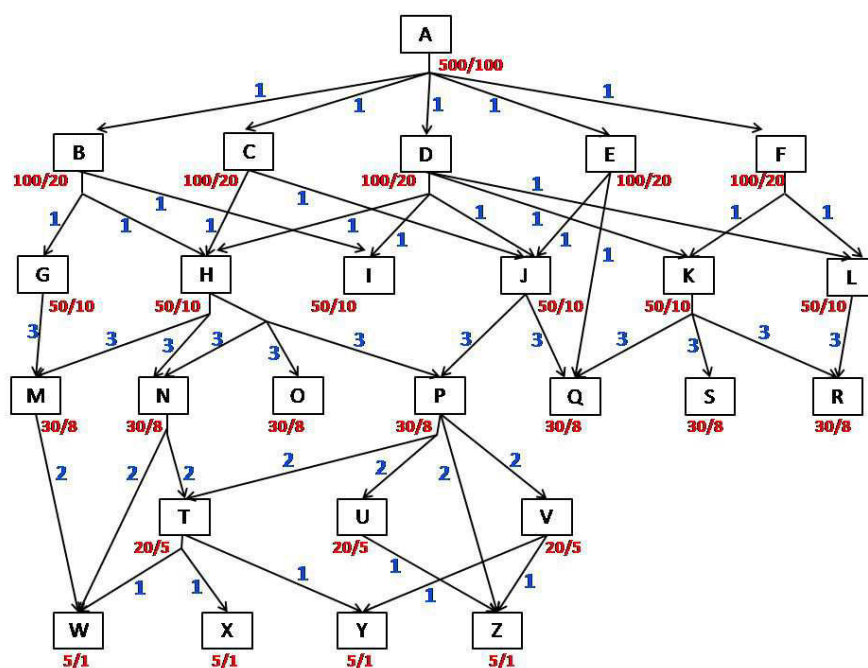 A
500/100
1 1 1 1 1
B C D E F
100/20 100/20 100/20 100/20 100/20
1 1 1 1 1 1 1 1 1 1 1 1 1
G H I J K L
50/10 50/10 50/10 50/10 50/10 50/10
3 3 3 3 3 3 3 3 3 3 3 3
M N O P Q S R
30/8 30/8 30/8 30/8 30/8 30/8 30/8
2 2 2 2 2 2 2
T U V
20/5 20/5 20/5
1 1 1 1 1 1
W X Y Z
5/1 5/1 5/1 5/1